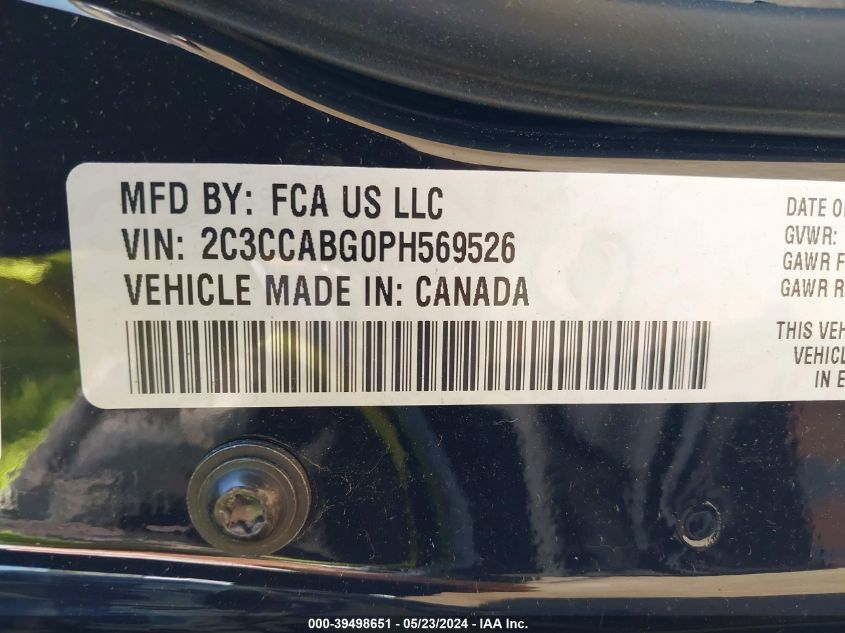 MFD BY: FCA US LLC
VIN: 2C3CCABG0PH569526
VEHICLE MADE IN: CANADA
DATE O
GVWR:
GAWR F
GAWR R
THIS VEH
VEHICL
IN E
000-39498651 - 05/23/2024 - IAA Inc.